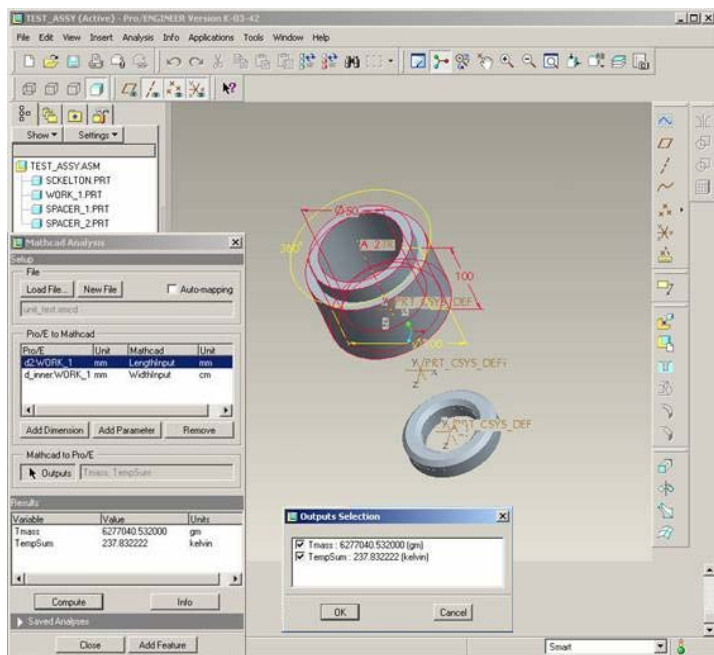 TEST_ASSY (Active) - Pro/ENGINEER Version K-03-42
File Edit View Insert Analysis Info Applications Tools Window Help
Show Settings
TEST_ASSY.ASM
SCKELTON.PRT
WORK_1.PRT
SPACER_1.PRT
SPACER_2.PRT
Mathcad Analysis
Setup
File
Load File... New File Auto-mapping
unit_test.xmcd
Pro/E to Mathcad
Pro/E Unit Mathcad Unit
d2:WORK_1 mm LengthInput mm
d_inner:WORK_1 mm WidthInput cm
Add Dimension Add Parameter Remove
Mathcad to Pro/E
Outputs Tmass; TempSum
Results
Variable Value Units
Tmass 6277040.532000 gm
TempSum 237.832222 kelvin
Compute Info
Saved Analyses
Close Add Feature
Ø 50
360°
100
PRT_CSYS_DEF
PRT_CSYS_DEF
PRT_CSYS_DEF
Outputs Selection
Tmass : 6277040.532000 (gm)
TempSum : 237.832222 (kelvin)
OK Cancel
Smart